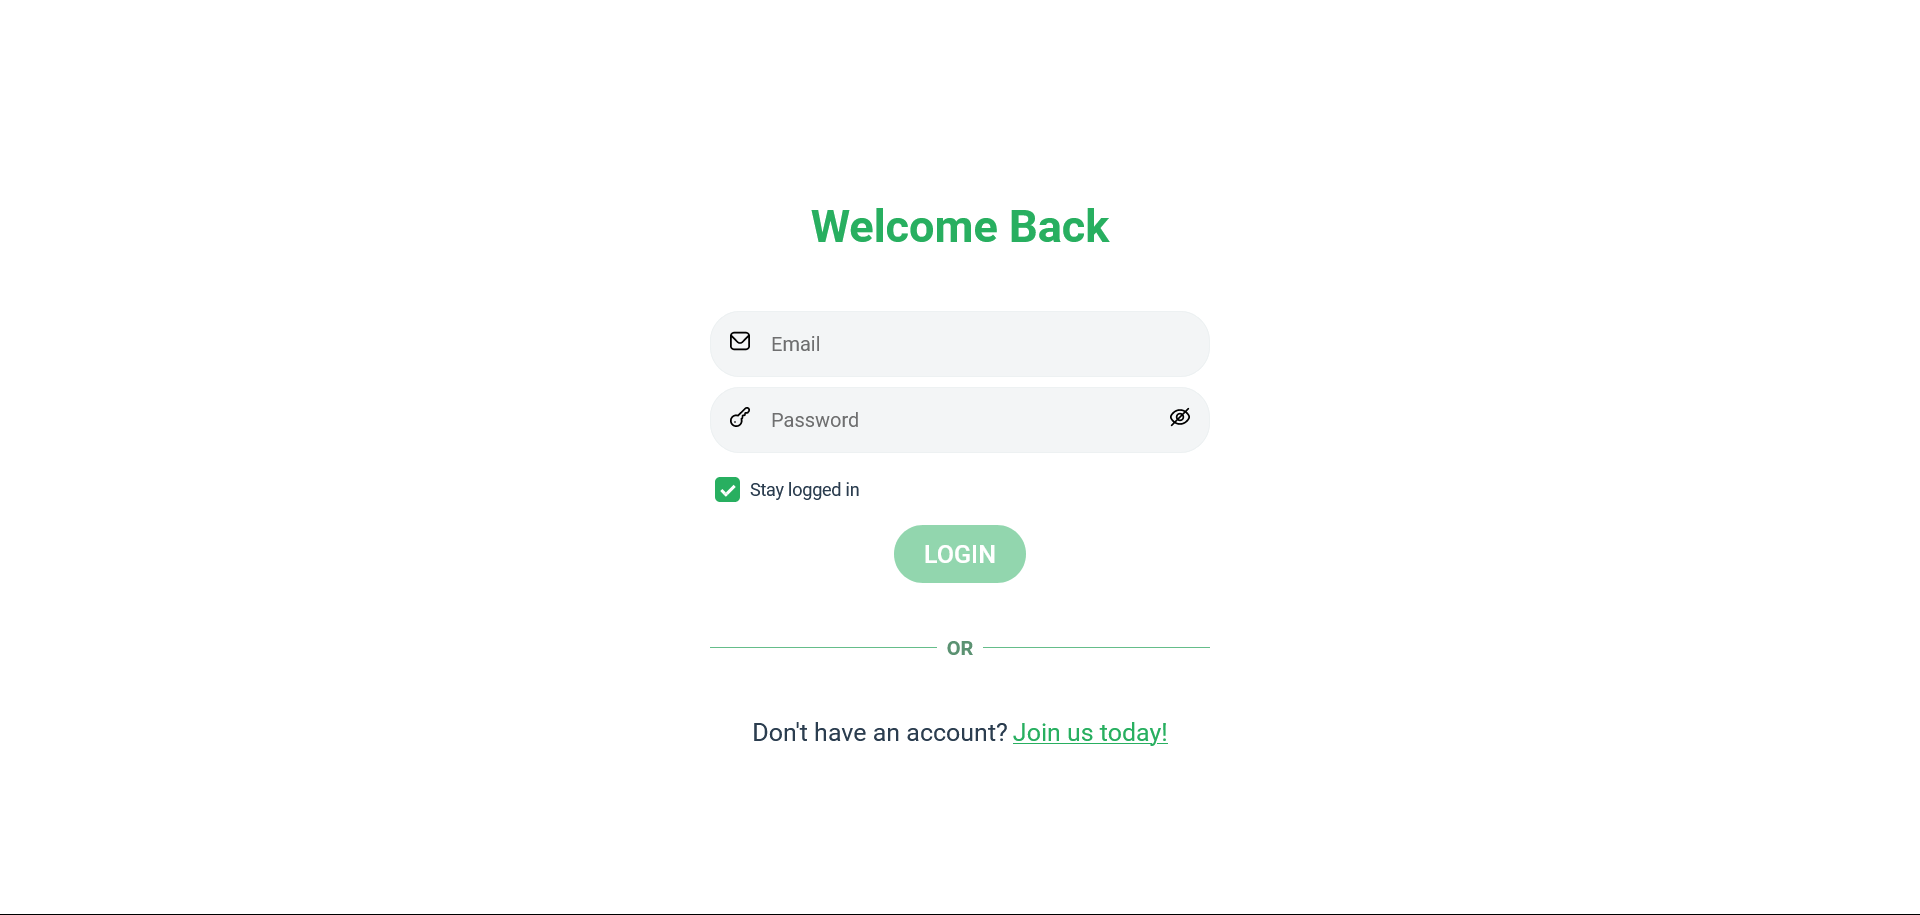 Welcome Back
Email
Password
Stay logged in
LOGIN
OR
Don't have an account? Join us today!